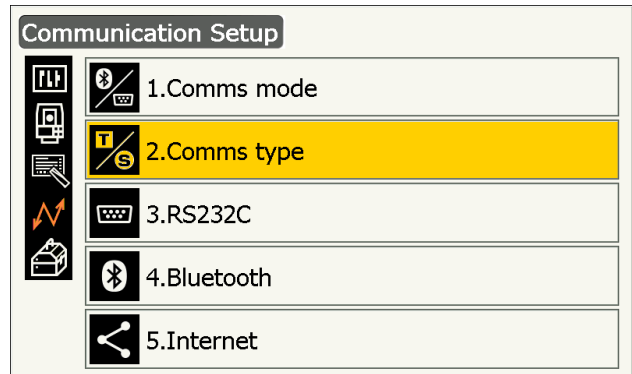 Communication Setup
1.Comms mode
T
S
2.Comms type
3.RS232C
4.Bluetooth
5.Internet